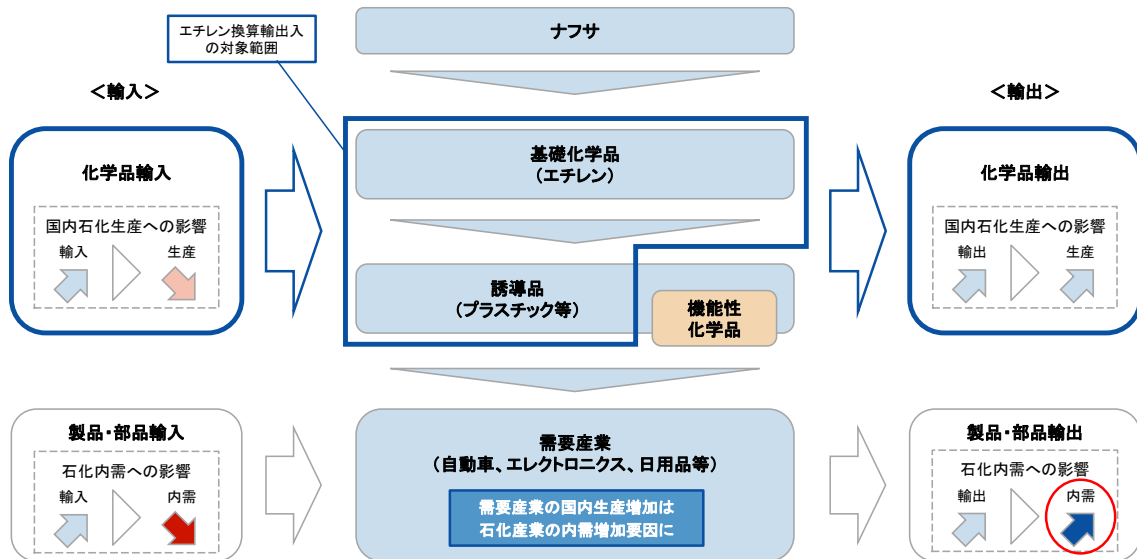 エチレン換算輸出入
の対象範囲
ナフサ
＜輸入＞
＜輸出＞
化学品輸入
国内石化生産への影響
輸入
生産
基礎化学品
（エチレン）
誘導品
（プラスチック等）
機能性
化学品
化学品輸出
国内石化生産への影響
輸出
生産
製品・部品輸入
石化内需への影響
輸入
内需
需要産業
（自動車、エレクトロニクス、日用品等）
需要産業の国内生産増加は
石化産業の内需増加要因に
製品・部品輸出
石化内需への影響
輸出
内需